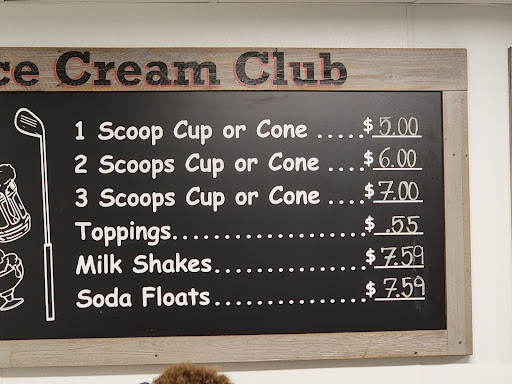 ce Cream Club
1 Scoop Cup or Cone .....$ 5.00
2 Scoops Cup or Cone ....$ 6.00
3 Scoops Cup or Cone ....$ 7.00
Toppings....................$ .55
Milk Shakes...............$ 7.59
Soda Floats...............$ 7.59